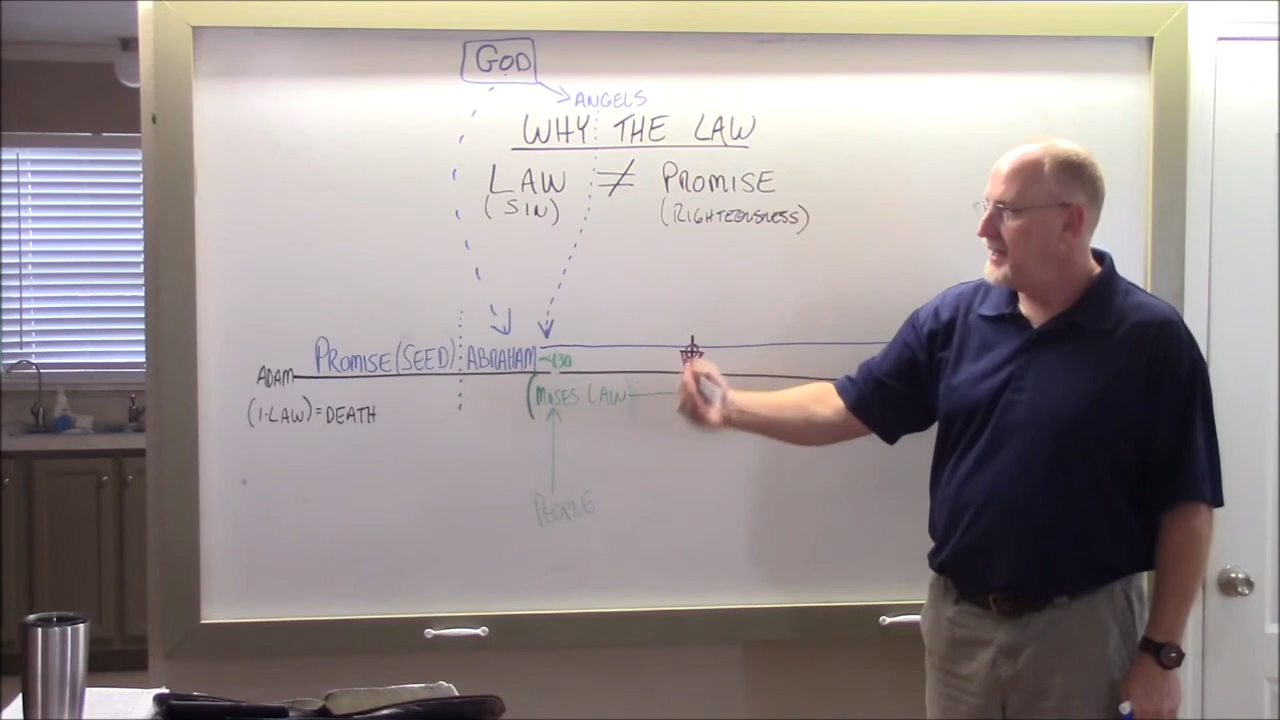 GOD
ANGELS
WHY THE LAW
LAW ≠ PROMISE
(SIN) (RIGHTEOUSNESS)
PROMISE (SEED) ABRAHAM -430
ADAM
(MOSES LAW
(1-LAW) = DEATH
PEOPLE